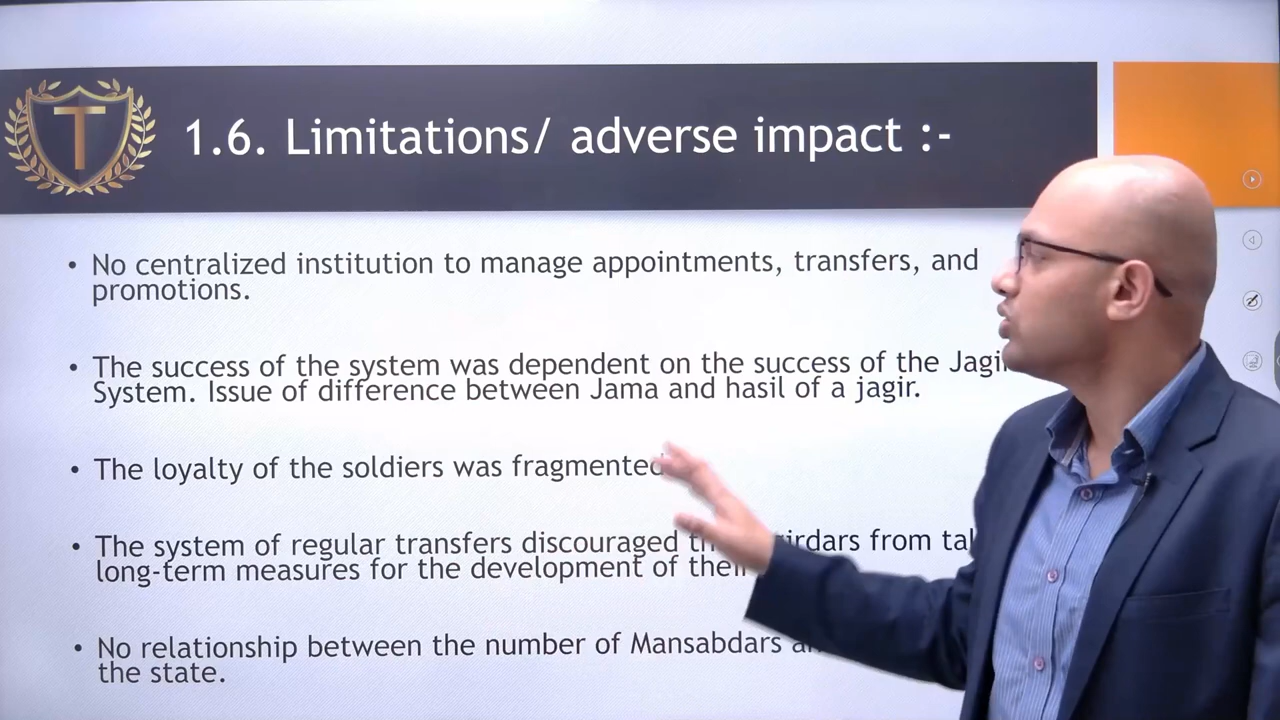 T
1.6. Limitations/ adverse impact :-
• No centralized institution to manage appointments, transfers, and
promotions.
• The success of the system was dependent on the success of the
System. Issue of difference between Jama and hasil of a jagir.
• The loyalty of the soldiers was fragmented
• The system of regular transfers discouraged from
long-term measures for the development of
• No relationship between the number of Mansabdars
the state.